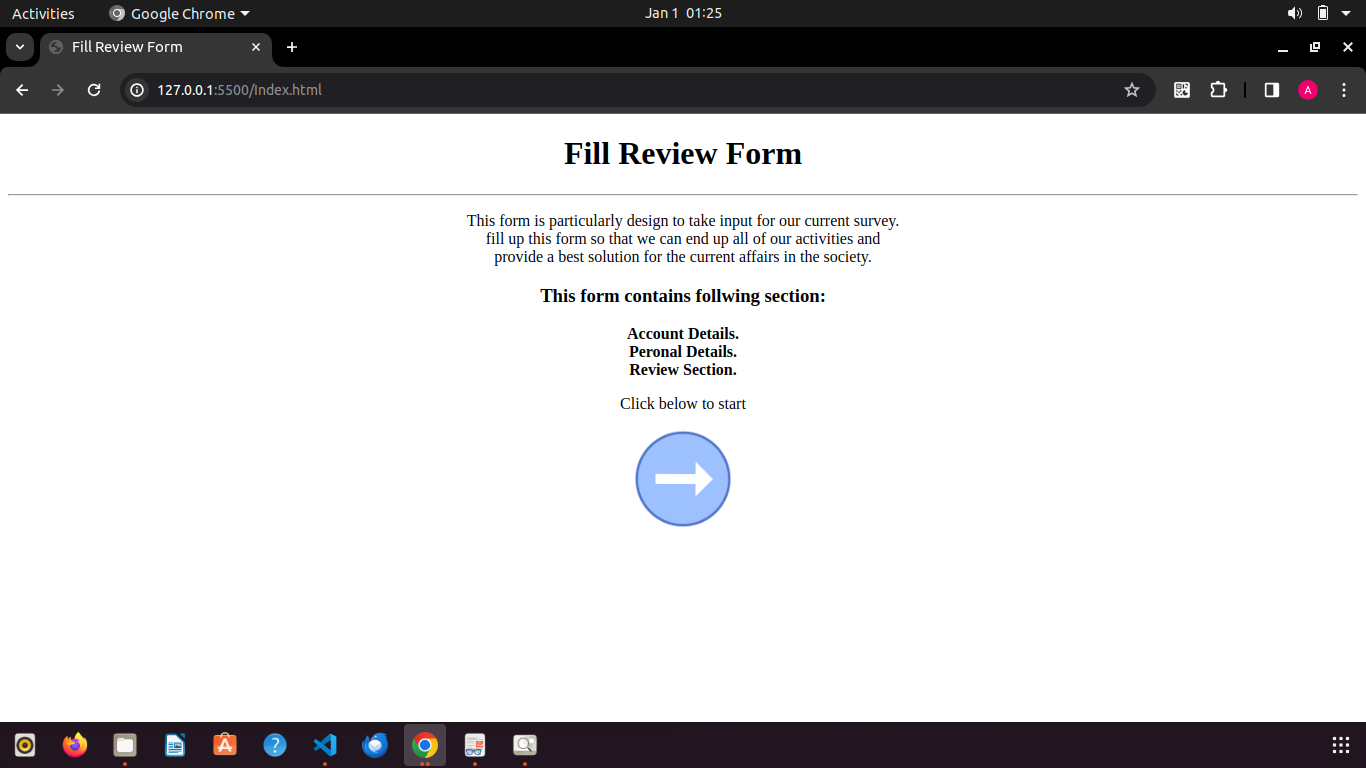 Activities
Google Chrome
Jan 1 01:25
Fill Review Form
127.0.0.1:5500/Index.html
A
Fill Review Form
This form is particularly design to take input for our current survey.
fill up this form so that we can end up all of our activities and
provide a best solution for the current affairs in the society.
This form contains follwing section:
Account Details.
Peronal Details.
Review Section.
Click below to start